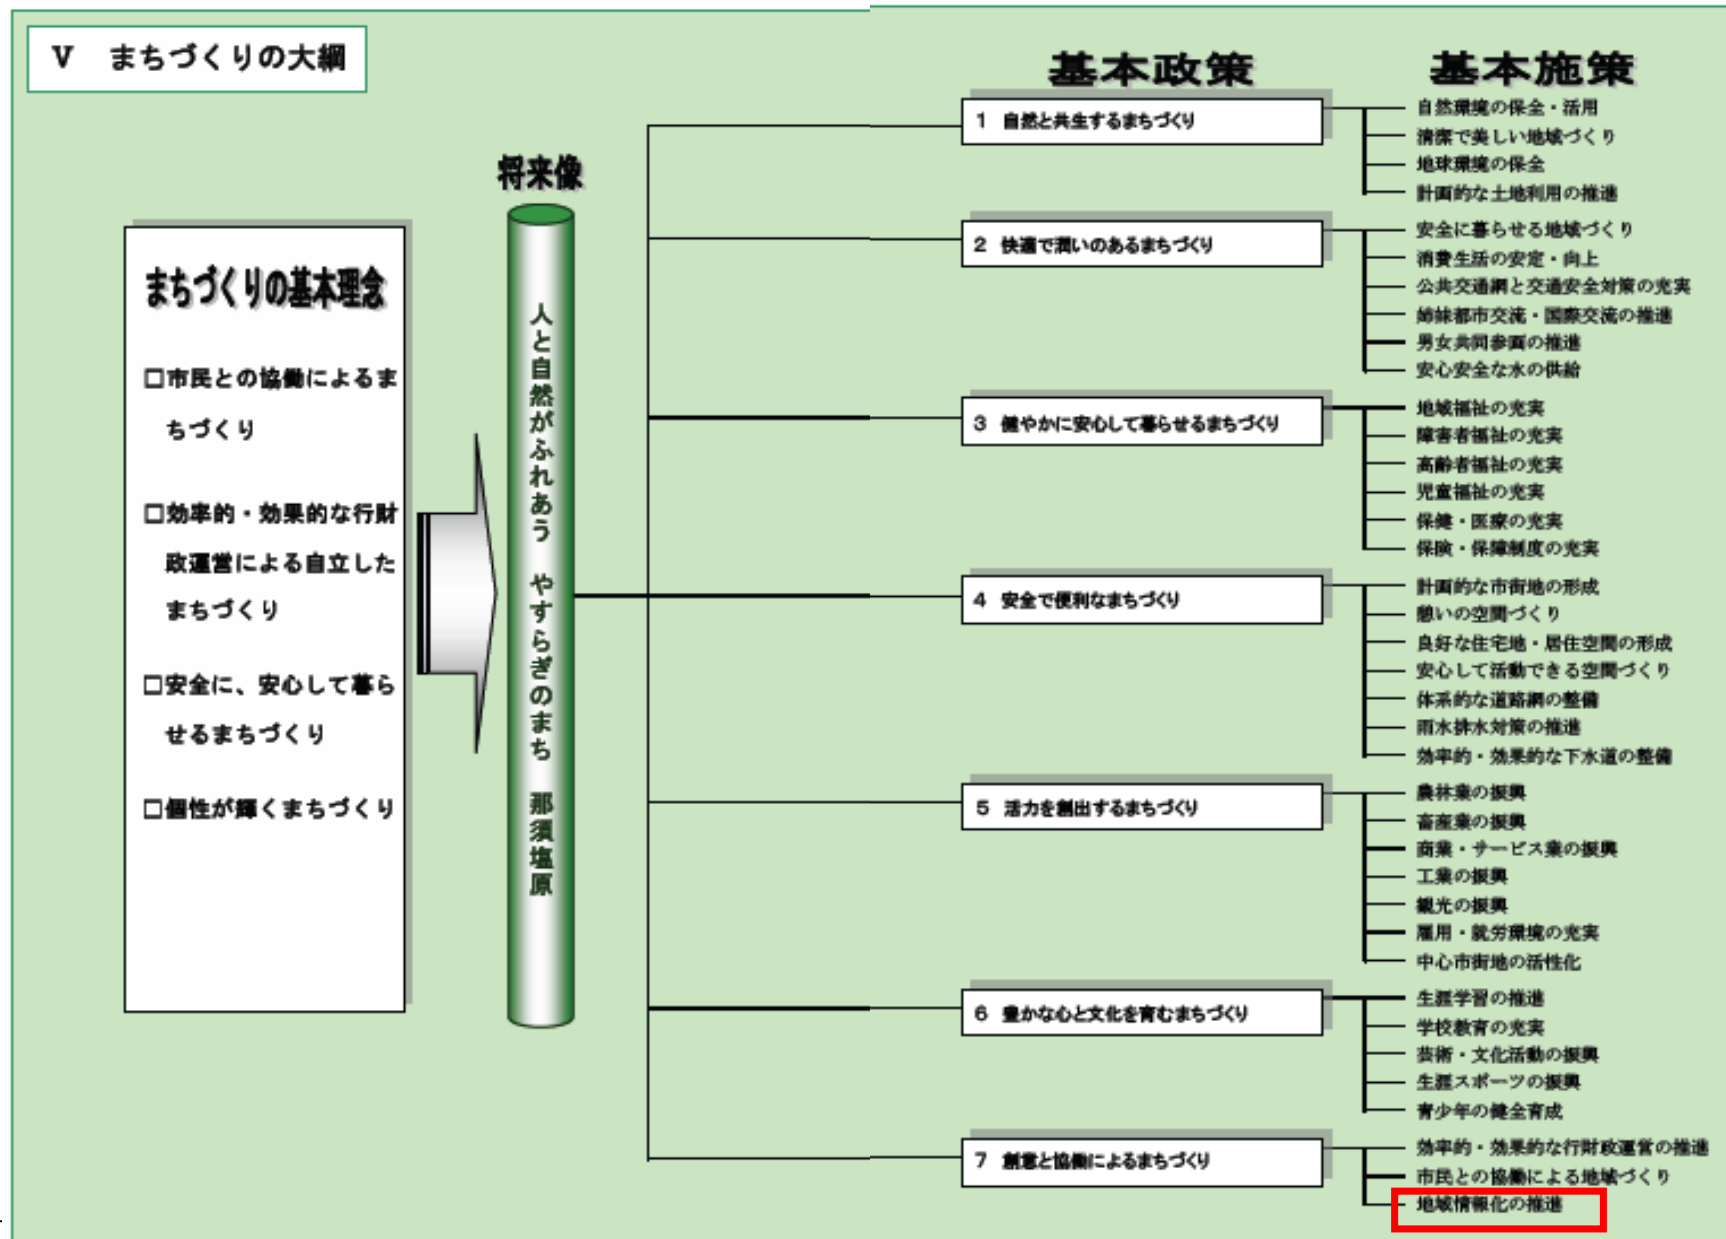 Ⅴ　まちづくりの大綱
まちづくりの基本理念
□市民との協働によるま
ちづくり
□効率的・効果的な行財
政運営による自立した
まちづくり
□安全に、安心して暮ら
せるまちづくり
□個性が輝くまちづくり
将来像
人と自然がふれあう　やすらぎのまち　那須塩原
基本政策
1　自然と共生するまちづくり
2　快適で潤いのあるまちづくり
3　健やかに安心して暮らせるまちづくり
4　安全で便利なまちづくり
5　活力を創出するまちづくり
6　豊かな心と文化を育むまちづくり
7　創意と協働によるまちづくり
基本施策
自然環境の保全・活用
清潔で美しい地域づくり
地球環境の保全
計画的な土地利用の推進
安全に暮らせる地域づくり
消費生活の安定・向上
公共交通網と交通安全対策の充実
姉妹都市交流・国際交流の推進
男女共同参画の推進
安心安全な水の供給
地域福祉の充実
障害者福祉の充実
高齢者福祉の充実
児童福祉の充実
保健・医療の充実
保険・保障制度の充実
計画的な市街地の形成
憩いの空間づくり
良好な住宅地・居住空間の形成
安心して活動できる空間づくり
体系的な道路網の整備
雨水排水対策の推進
効率的・効果的な下水道の整備
農林業の振興
畜産業の振興
商業・サービス業の振興
工業の振興
観光の振興
雇用・就労環境の充実
中心市街地の活性化
生涯学習の推進
学校教育の充実
芸術・文化活動の振興
生涯スポーツの振興
青少年の健全育成
効率的・効果的な行財政運営の推進
市民との協働による地域づくり
地域情報化の推進